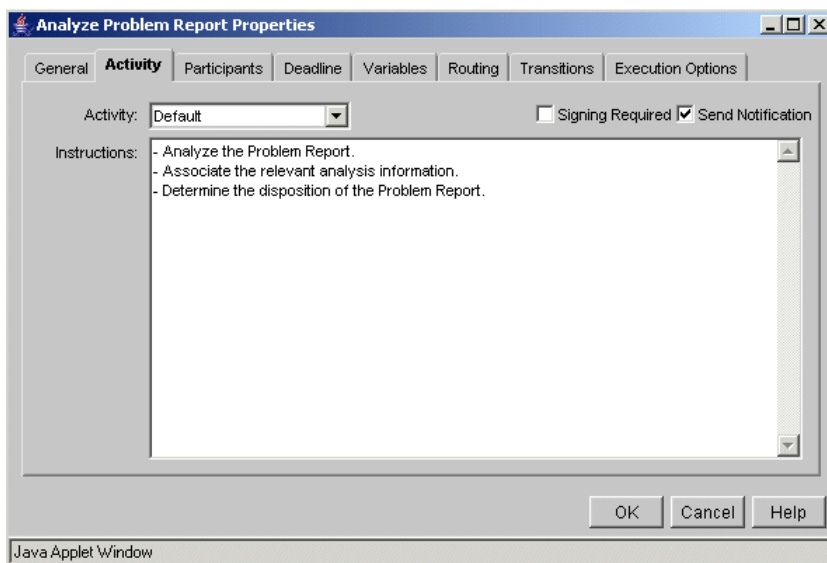 Analyze Problem Report Properties
General Activity Participants Deadline Variables Routing Transitions Execution Options
Activity: Default Signing Required Send Notification
Instructions: - Analyze the Problem Report.
- Associate the relevant analysis information.
- Determine the disposition of the Problem Report.
OK Cancel Help
Java Applet Window